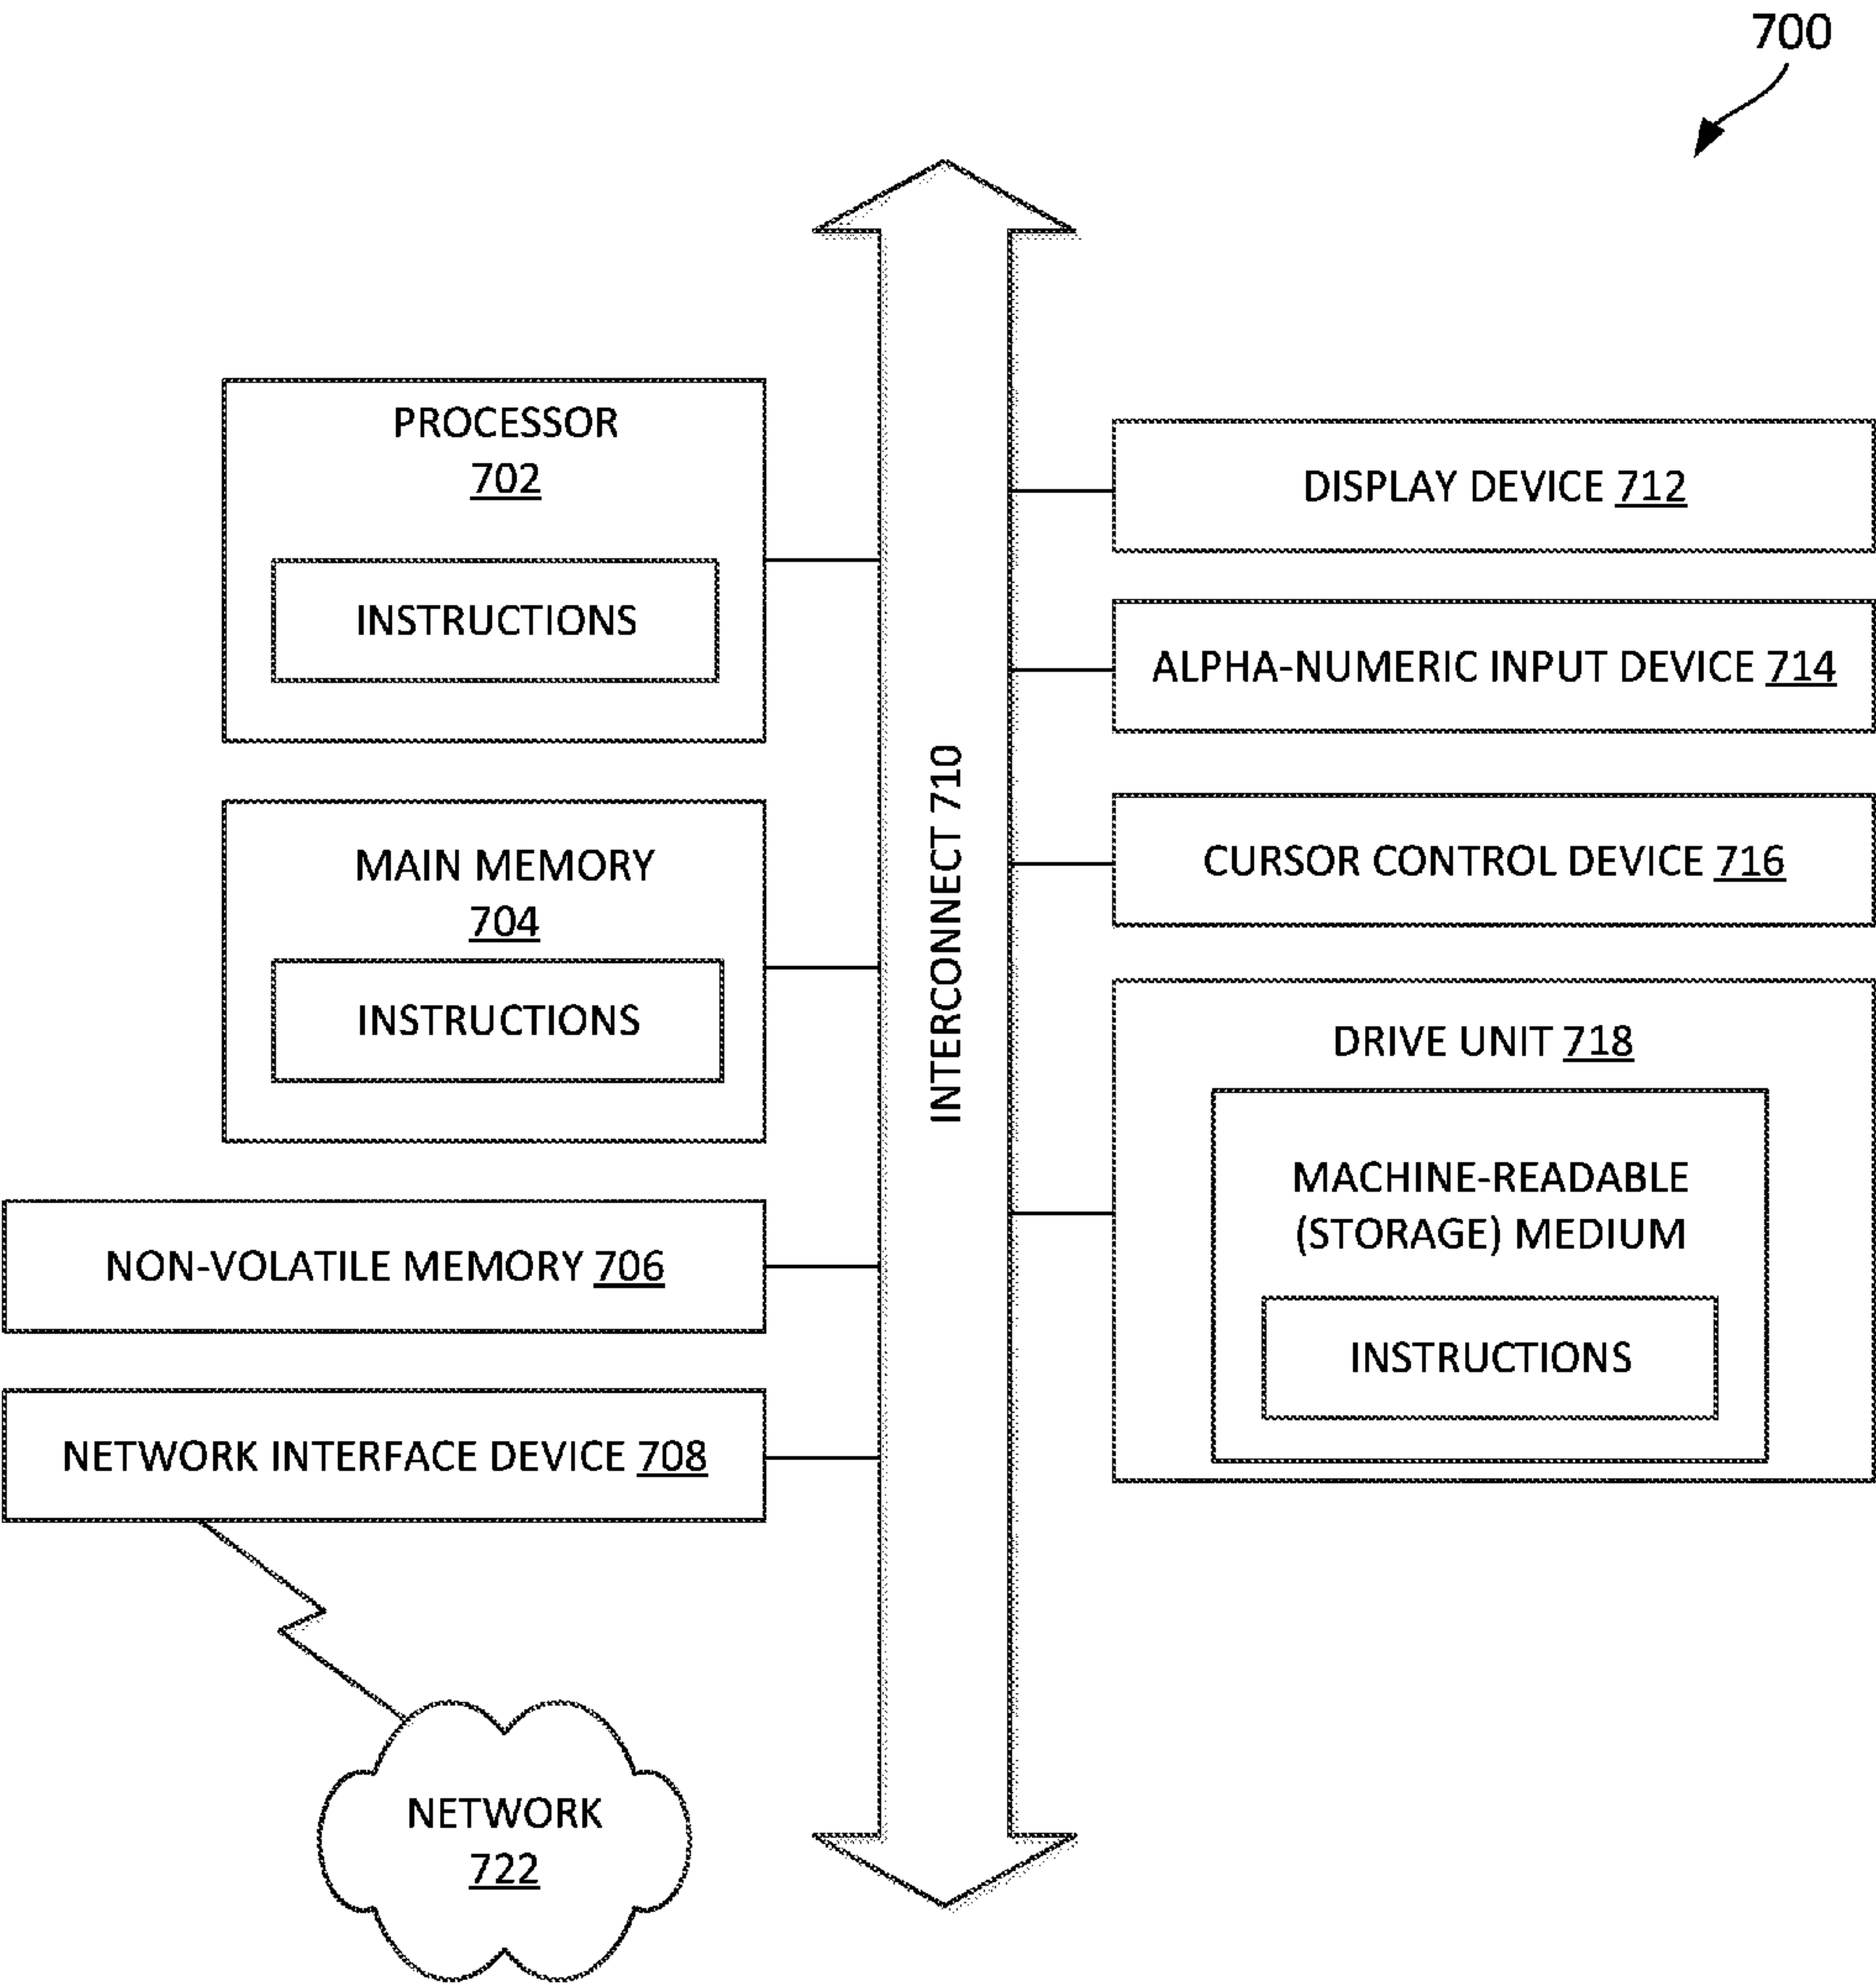 700
PROCESSOR
702
INSTRUCTIONS
MAIN MEMORY
704
INSTRUCTIONS
NON-VOLATILE MEMORY 706
NETWORK INTERFACE DEVICE 708
NETWORK
722
INTERCONNECT 710
DISPLAY DEVICE 712
ALPHA-NUMERIC INPUT DEVICE 714
CURSOR CONTROL DEVICE 716
DRIVE UNIT 718
MACHINE-READABLE
(STORAGE) MEDIUM
INSTRUCTIONS